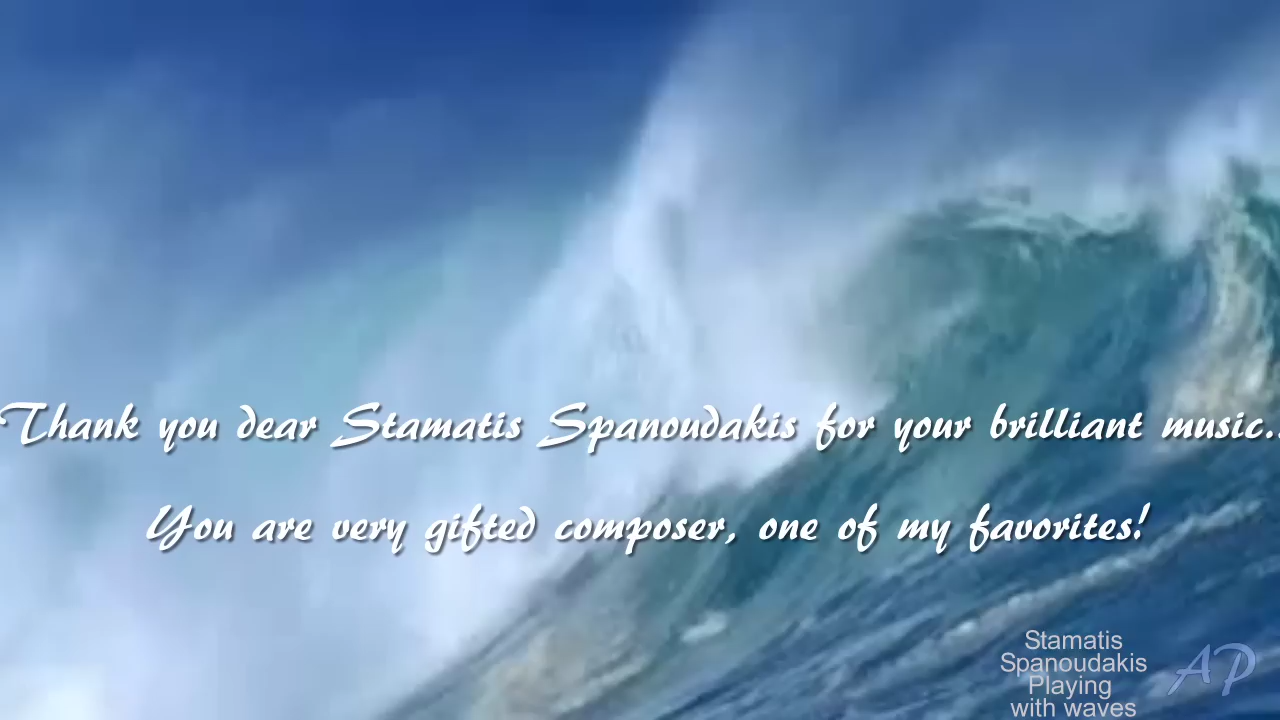 Thank you dear Stamatis Spanoudakis for your brilliant music..
You are very gifted composer, one of my favorites!
Stamatis
Spanoudakis
Playing
with waves
AP